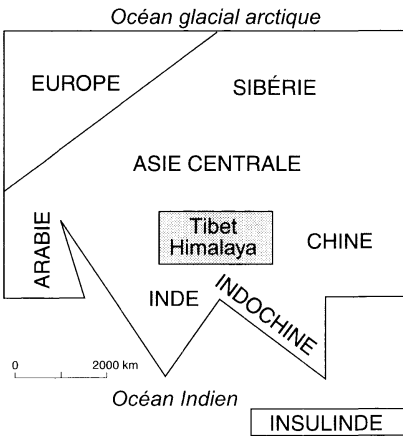 Océan glacial arctique
EUROPE
SIBÉRIE
ASIE CENTRALE
Tibet
Himalaya
ARABIE
CHINE
INDE
INDOCHINE
0 2000 km
Océan Indien
INSULINDE